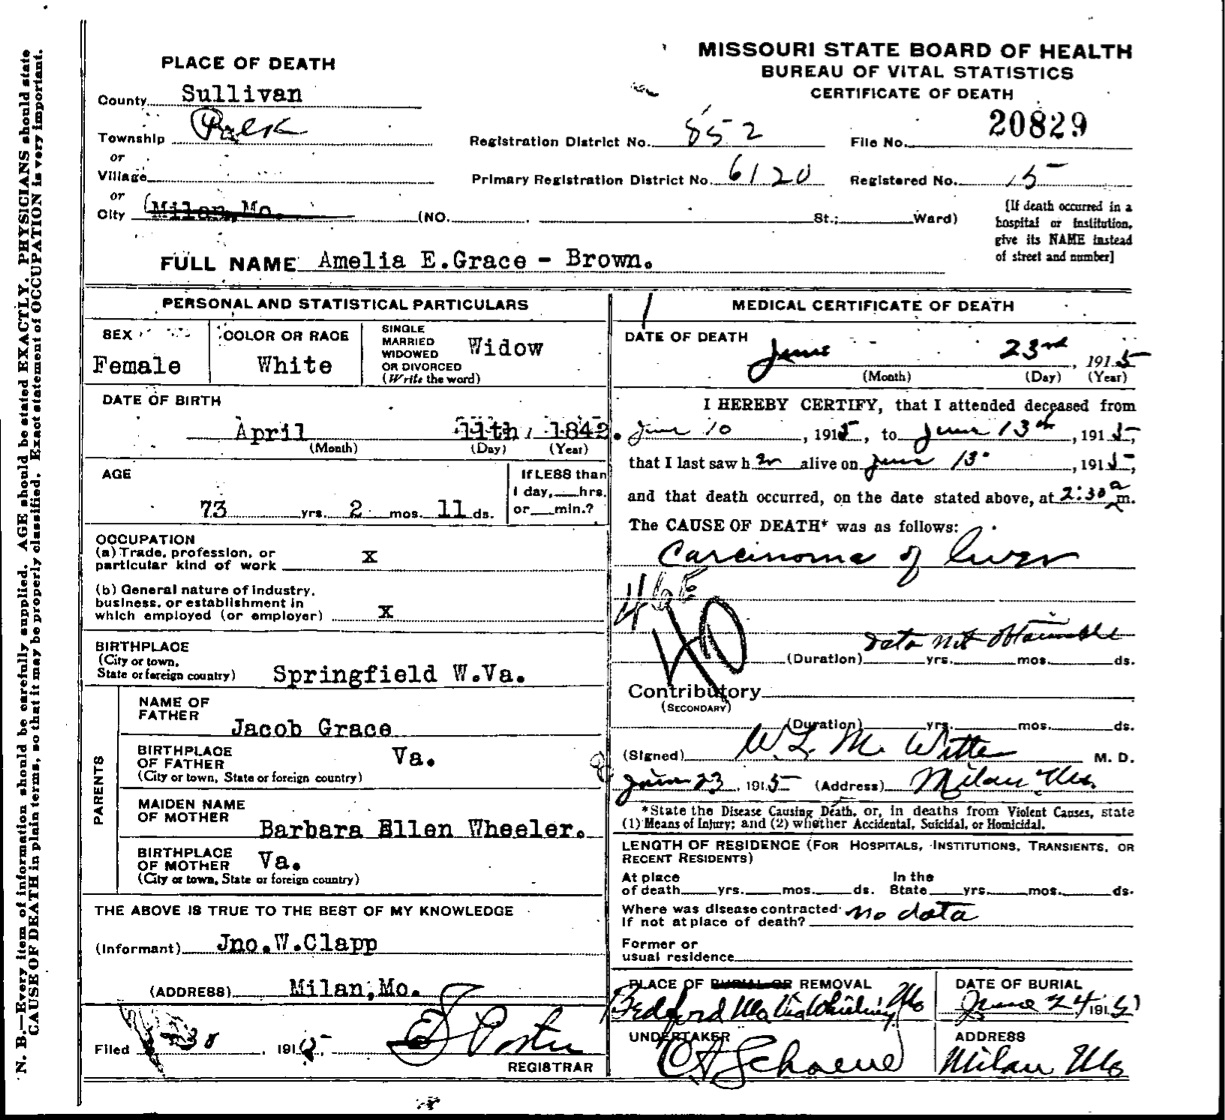 MISSOURI STATE BOARD OF HEALTH
BUREAU OF VITAL STATISTICS
CERTIFICATE OF DEATH
PLACE OF DEATH
County Sullivan
Township Polk
or
Village
or
City Milan, Mo. (NO. St.; Ward)
Registration District No. 852 File No. 20829
Primary Registration District No. 6120 Registered No. 15
[If death occurred in a
hospital or institution,
give its NAME instead
of street and number]
FULL NAME Amelia E.Grace - Brown.
PERSONAL AND STATISTICAL PARTICULARS
SEX
Female
COLOR OR RACE
White
SINGLE
MARRIED
WIDOWED
OR DIVORCED
(Write the word)
Widow
DATE OF BIRTH
April 11th, 1842.
(Month) (Day) (Year)
AGE
73 yrs. 2 mos. 11 ds.
If LESS than
1 day, hrs.
or min.?
OCCUPATION
(a) Trade, profession, or
particular kind of work x
(b) General nature of industry,
business, or establishment in
which employed (or employer) x
BIRTHPLACE
(City or town,
State or foreign country) Springfield W.Va.
PARENTS
NAME OF
FATHER
Jacob Grace
BIRTHPLACE
OF FATHER Va.
(City or town, State or foreign country)
MAIDEN NAME
OF MOTHER
Barbara Ellen Wheeler.
BIRTHPLACE
OF MOTHER Va.
(City or town, State or foreign country)
THE ABOVE IS TRUE TO THE BEST OF MY KNOWLEDGE
(Informant) Jno.W.Clapp
(ADDRESS) Milan,Mo.
Filed 30, 1915
REGISTRAR
MEDICAL CERTIFICATE OF DEATH
DATE OF DEATH
June 23rd, 1915
(Month) (Day) (Year)
I HEREBY CERTIFY, that I attended deceased from
June 10, 1915, to June 13th, 1915,
that I last saw her alive on June 13, 1915,
and that death occurred, on the date stated above, at 2:30 a m.
The CAUSE OF DEATH* was as follows:
Carcinoma of liver
40
data not obtainable
(Duration) yrs. mos. ds.
Contributory
(SECONDARY)
(Duration) yrs. mos. ds.
(Signed) W L M Witte M. D.
June 23, 1915 (Address) Milan Mo.
*State the Disease Causing Death, or, in deaths from Violent Causes, state
(1) Means of Injury; and (2) whether Accidental, Suicidal, or Homicidal.
LENGTH OF RESIDENCE (FOR HOSPITALS, INSTITUTIONS, TRANSIENTS, OR
RECENT RESIDENTS)
At place In the
of death yrs. mos. ds. State yrs. mos. ds.
Where was disease contracted
If not at place of death? no data
Former or
usual residence
PLACE OF BURIAL OR REMOVAL
Bedford Mo Via Wheeling Mo
DATE OF BURIAL
June 24 1915
UNDERTAKER
C A Schoene
ADDRESS
Milan Mo
N. B.—Every item of information should be carefully supplied. AGE should be stated EXACTLY. PHYSICIANS should state
CAUSE OF DEATH in plain terms, so that it may be properly classified. Exact statement of OCCUPATION is very important.